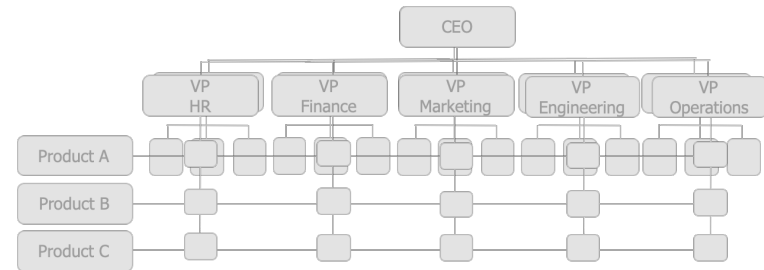 CEO
VP
HR
VP
Finance
VP
Marketing
VP
Engineering
VP
Operations
Product A
Product B
Product C